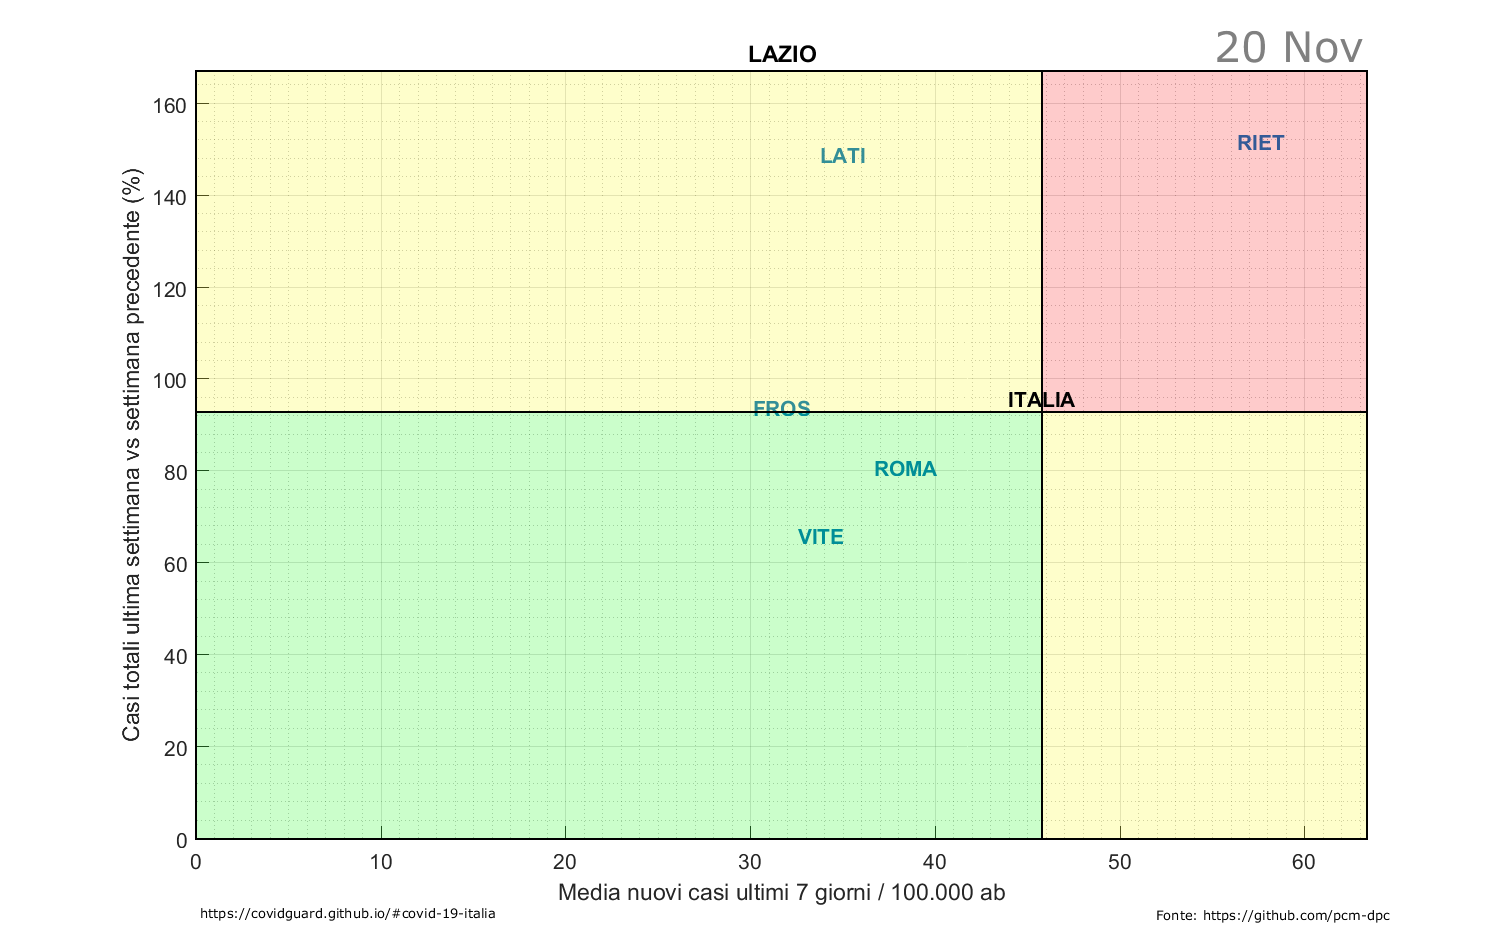 20 Nov
LAZIO
Casi totali ultima settimana vs settimana precedente (%)
160
140
120
100
80
60
40
20
0
LATI
RIET
FROS
ITALIA
ROMA
VITE
0 10 20 30 40 50 60
Media nuovi casi ultimi 7 giorni / 100.000 ab
https://covidguard.github.io/#covid-19-italia
Fonte: https://github.com/pcm-dpc